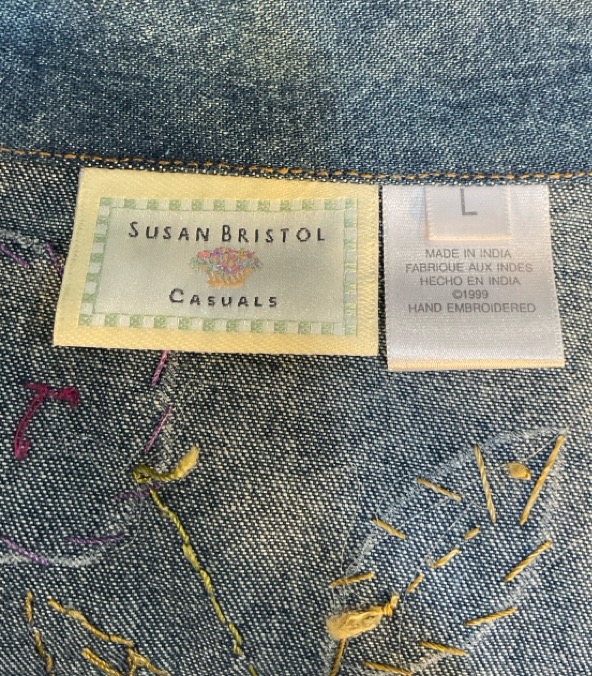 SUSAN BRISTOL
CASUALS
L
MADE IN INDIA
FABRIQUE AUX INDES
HECHO EN INDIA
©1999
HAND EMBROIDERED